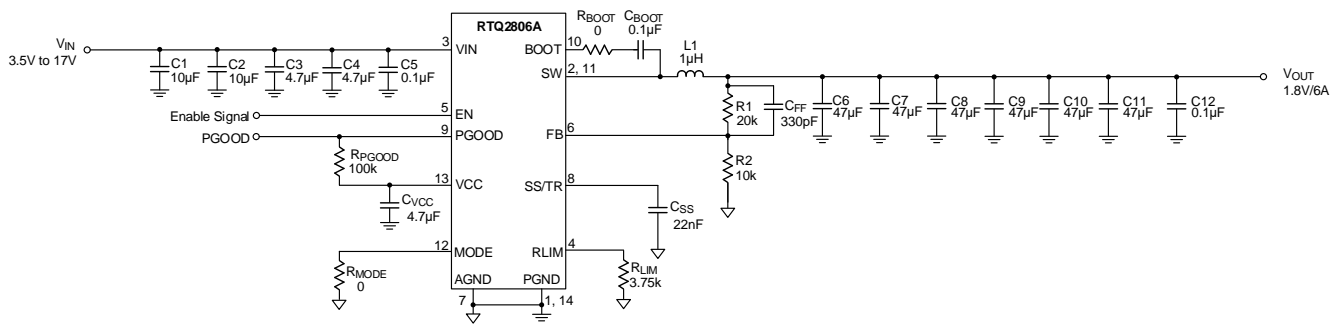 RTQ2806A
VIN
3.5V to 17V
C1
10µF
C2
10µF
C3
4.7µF
C4
4.7µF
C5
0.1µF
3
VIN
Enable Signal
5
EN
PGOOD
9
PGOOD
RPGOOD
100k
13
VCC
CVCC
4.7µF
12
MODE
RMODE
0
AGND
7
PGND
1, 14
BOOT
10
RBOOT
0
CBOOT
0.1µF
SW
2, 11
L1
1µH
FB
6
R1
20k
CFF
330pF
R2
10k
SS/TR
8
CSS
22nF
RLIM
4
RLIM
3.75k
C6
47µF
C7
47µF
C8
47µF
C9
47µF
C10
47µF
C11
47µF
C12
0.1µF
VOUT
1.8V/6A